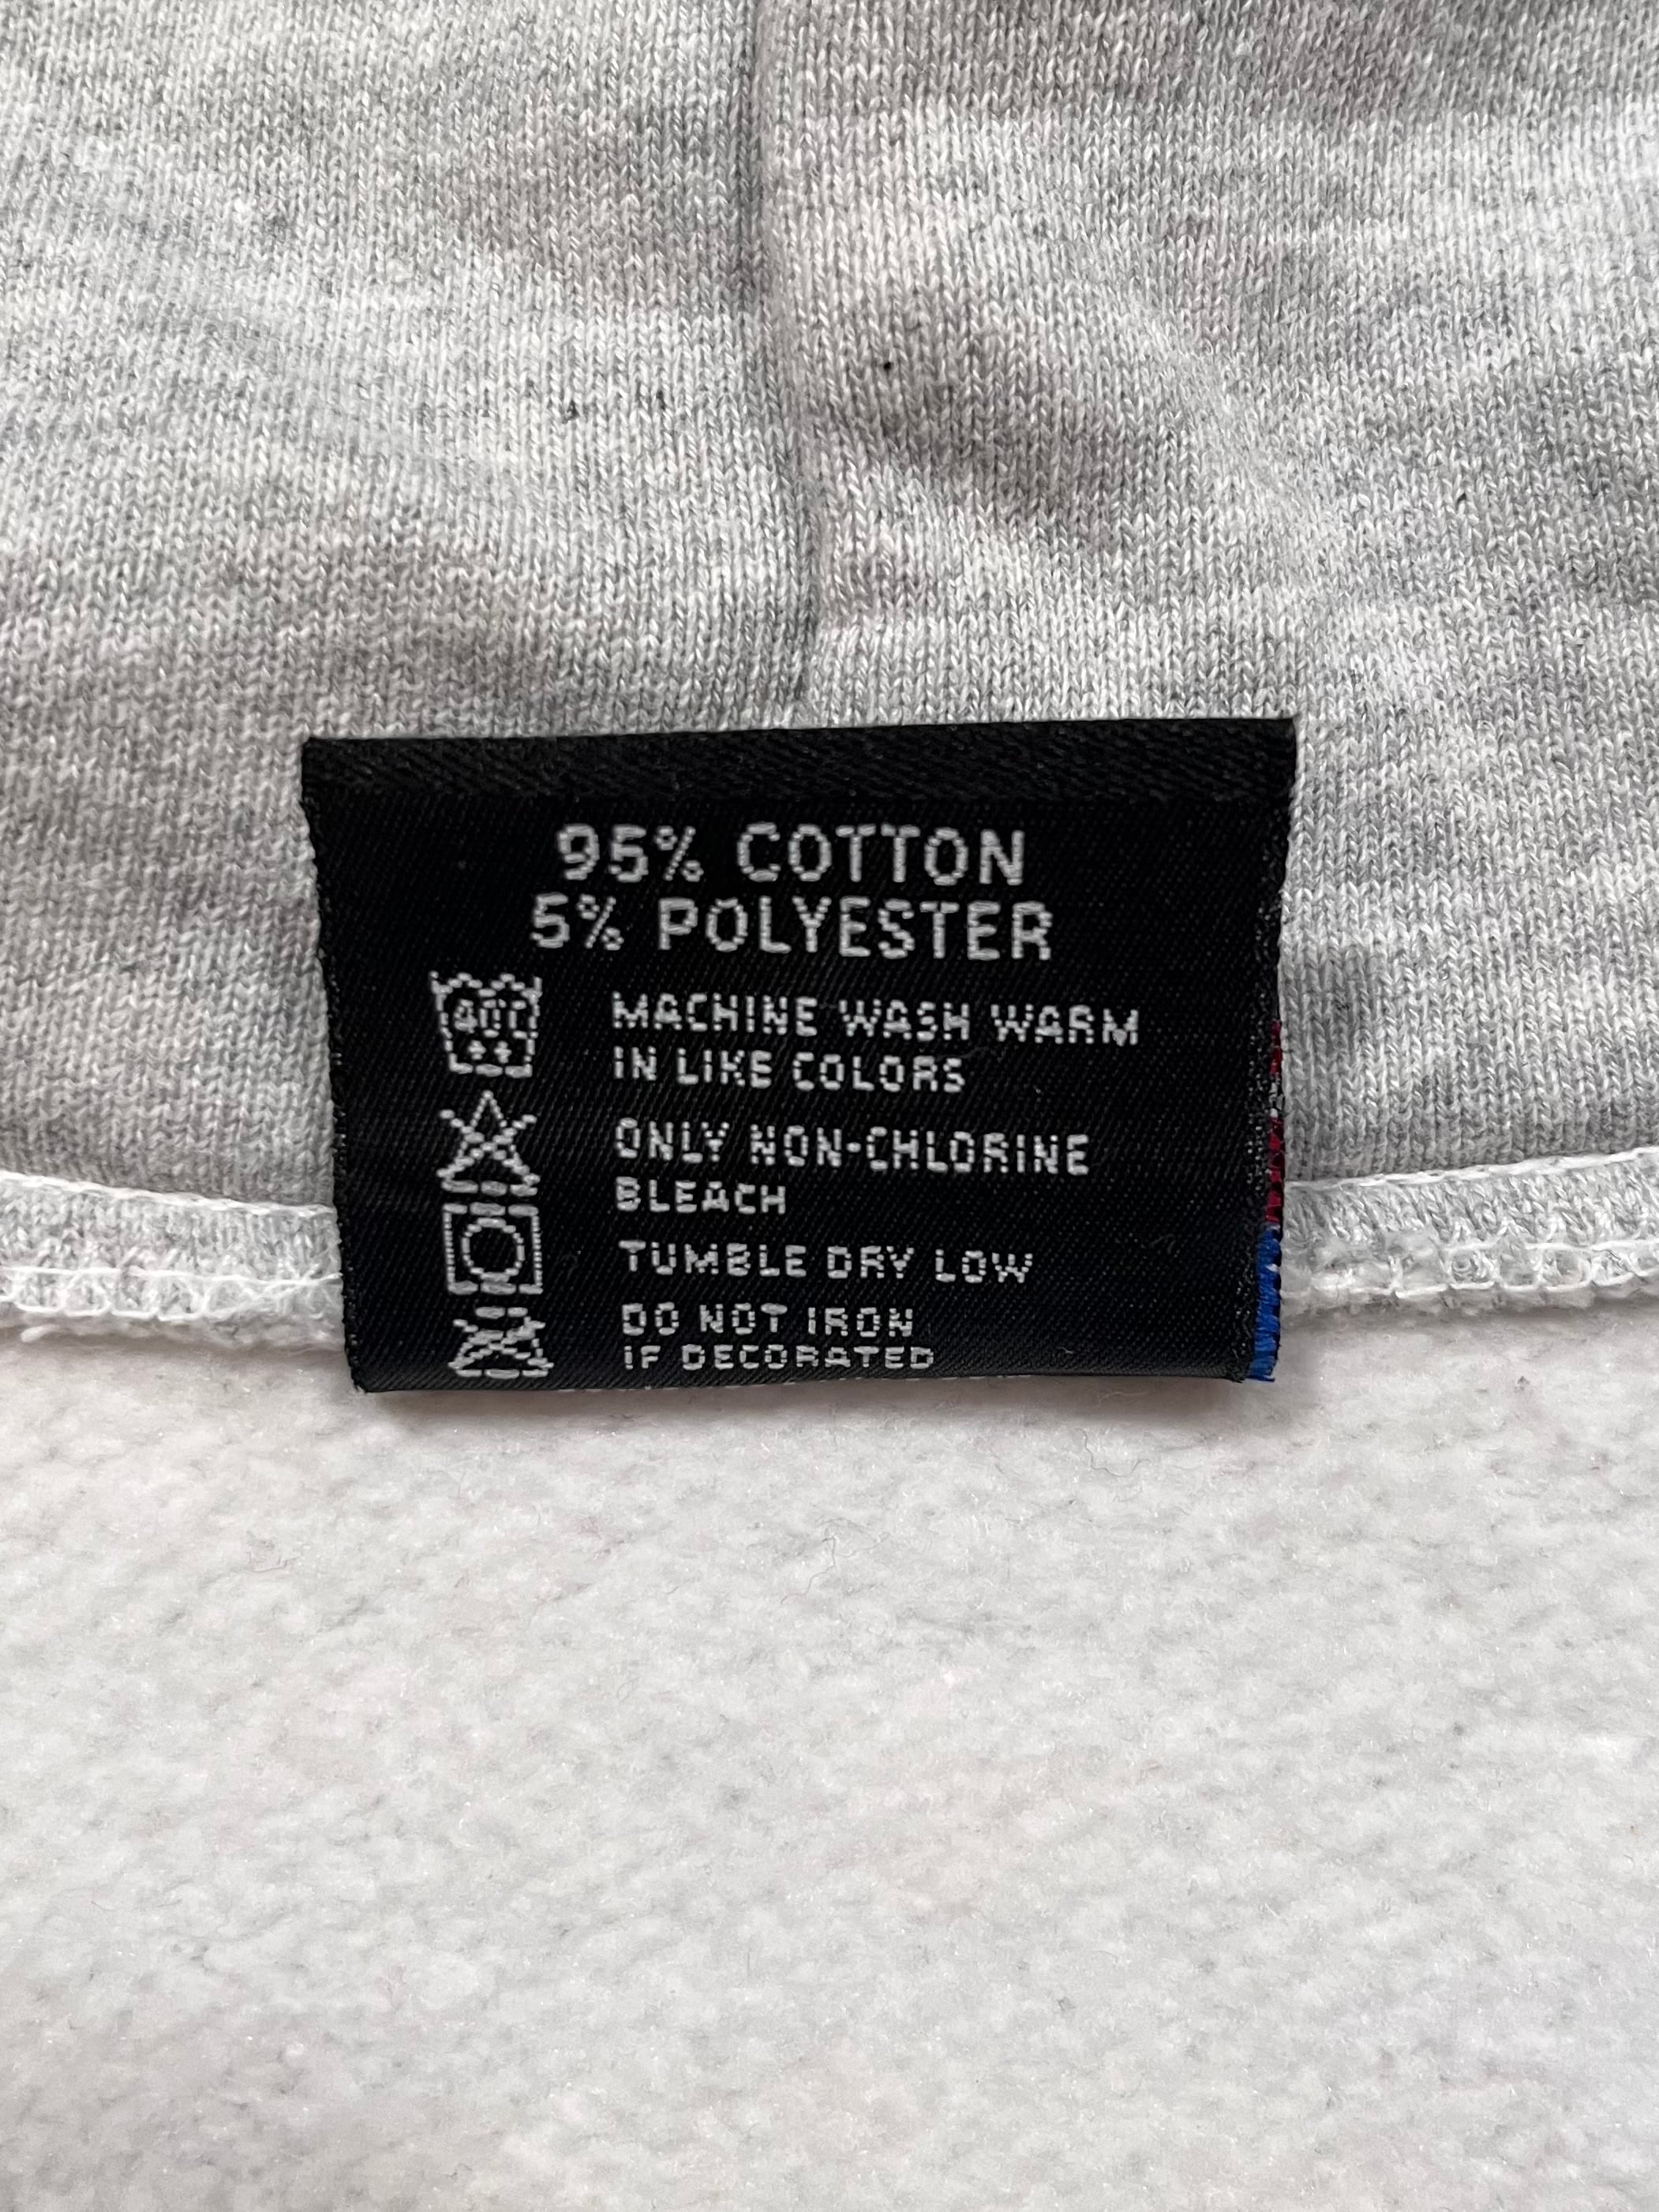 95% COTTON
5% POLYESTER
40°C
MACHINE WASH WARM
IN LIKE COLORS
ONLY NON-CHLORINE
BLEACH
TUMBLE DRY LOW
DO NOT IRON
IF DECORATED